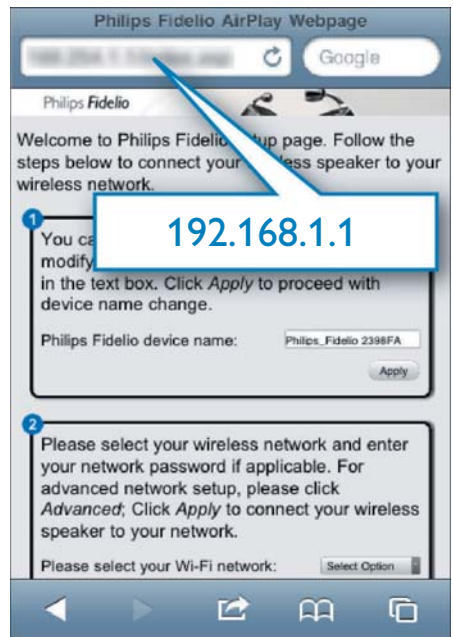 Philips Fidelio AirPlay Webpage
Google
Philips Fidelio
Welcome to Philips Fidelio
up page. Follow the
steps below to connect your
ess speaker to your
wireless network.
192.168.1.1
1
You ca
modify
in the text box. Click Apply to proceed with
device name change.
Philips Fidelio device name:
Philips_Fidelio 2398FA
Apply
2
Please select your wireless network and enter
your network password if applicable. For
advanced network setup, please click
Advanced; Click Apply to connect your wireless
speaker to your network.
Please select your Wi-Fi network:
Select Option